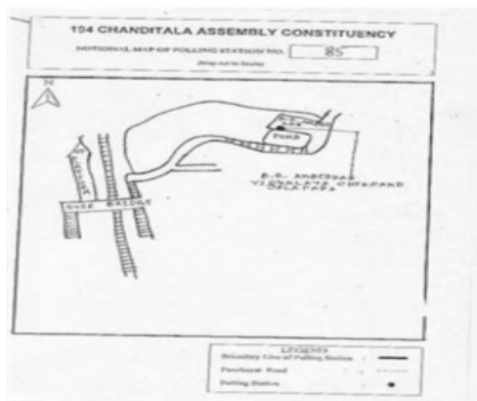 194 CHANDITALA ASSEMBLY CONSTITUENCY
NOTIONAL MAP OF POLLING STATION NO. 85
(Map not to Scale)
N
POND
B.R. AMBEDKAR
VIDYALAYA
OVER BRIDGE
LEGEND
Boundary Line of Polling Station
Panchayat Road
Polling Station